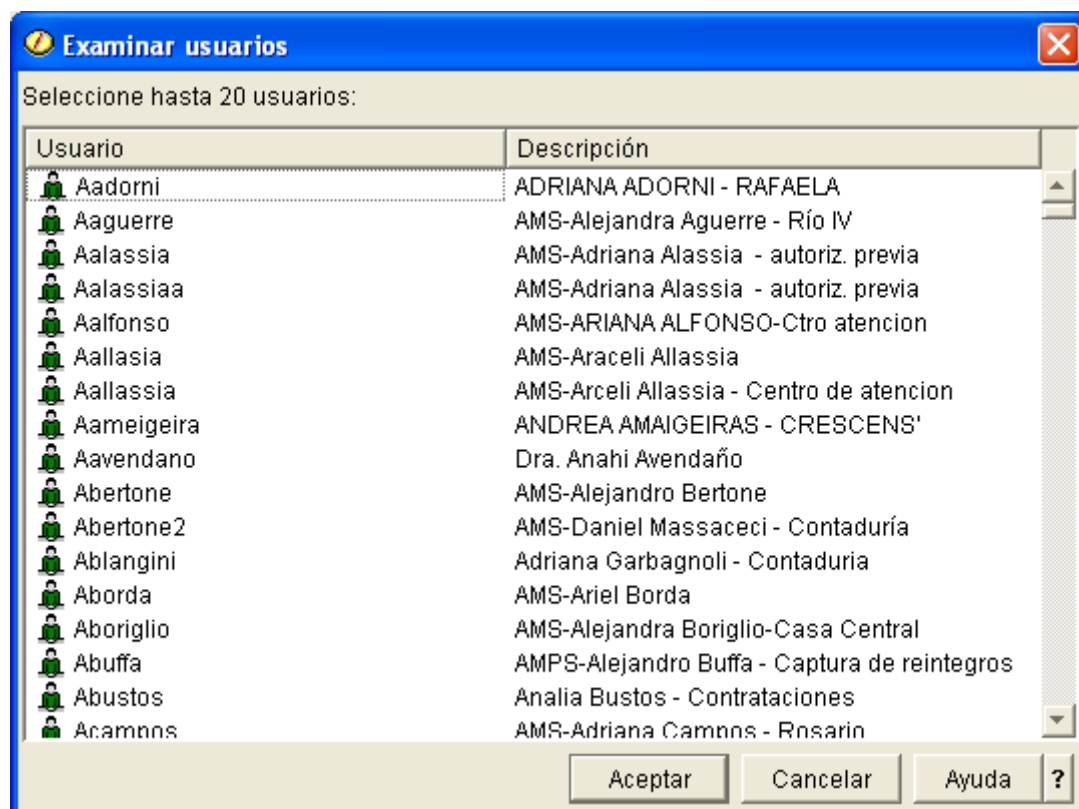 Examinar usuarios
Seleccione hasta 20 usuarios:
Usuario Descripción
Aadorni ADRIANA ADORNI - RAFAELA
Aaguerre AMS-Alejandra Aguerre - Río IV
Aalassia AMS-Adriana Alassia - autoriz. previa
Aalassiaa AMS-Adriana Alassia - autoriz. previa
Aalfonso AMS-ARIANA ALFONSO-Ctro atencion
Aallasia AMS-Araceli Allassia
Aallassia AMS-Arceli Allassia - Centro de atencion
Aameigeira ANDREA AMAIGEIRAS - CRESCENS'
Aavendano Dra. Anahi Avendaño
Abertone AMS-Alejandro Bertone
Abertone2 AMS-Daniel Massaceci - Contaduría
Ablangini Adriana Garbagnoli - Contaduria
Aborda AMS-Ariel Borda
Aboriglio AMS-Alejandra Boriglio-Casa Central
Abuffa AMPS-Alejandro Buffa - Captura de reintegros
Abustos Analia Bustos - Contrataciones
Acampos AMS-Adriana Campos - Rosario
Aceptar Cancelar Ayuda ?